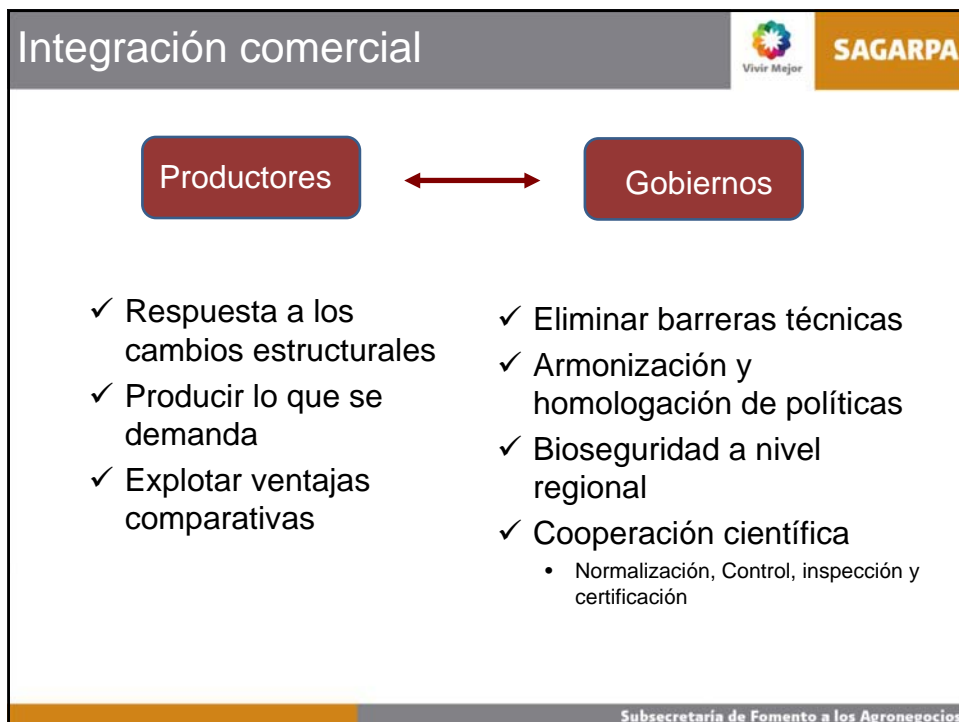 Integración comercial
Vivir Mejor
SAGARPA
Productores
Gobiernos
✓ Respuesta a los
cambios estructurales
✓ Producir lo que se
demanda
✓ Explotar ventajas
comparativas
✓ Eliminar barreras técnicas
✓ Armonización y
homologación de políticas
✓ Bioseguridad a nivel
regional
✓ Cooperación científica
• Normalización, Control, inspección y
certificación
Subsecretaría de Fomento a los Agronegocios